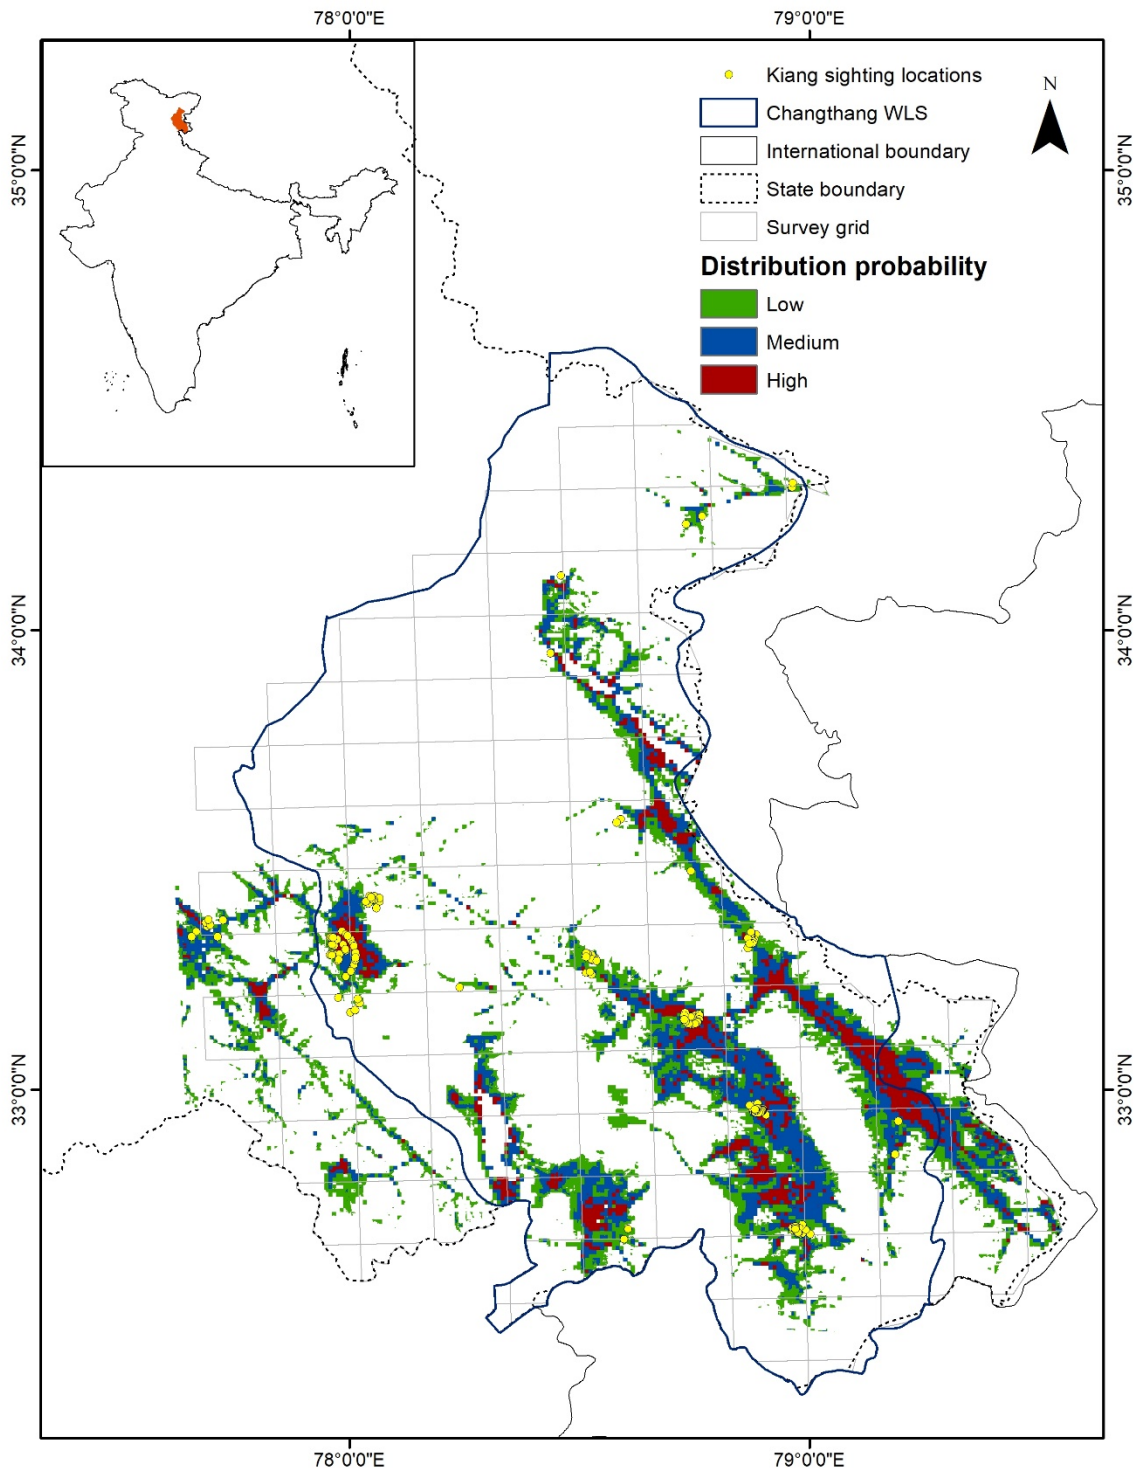 78°0'0"E
79°0'0"E
Kiang sighting locations
Changthang WLS
International boundary
State boundary
Survey grid
Distribution probability
Low
Medium
High
N
35°0'0"N
35°0'0"N
34°0'0"N
34°0'0"N
33°0'0"N
33°0'0"N
78°0'0"E
79°0'0"E